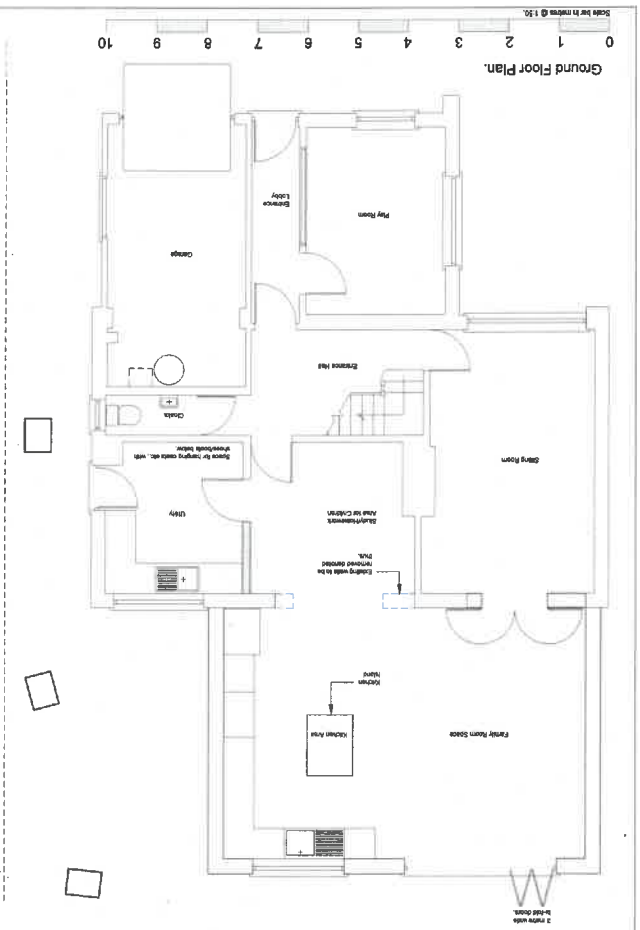 3 metre wide
bi-fold doors.
Family Room Space
Kitchen Area
Kitchen
Island
Existing walls to be
removed denoted
thus.
Study/Homework
Area for Children
Utility
Sitting Room
Space for hanging coats etc., with
shoes/boots below.
Cloaks
Entrance Hall
Garage
Play Room
Entrance
Lobby
Ground Floor Plan.
0 1 2 3 4 5 6 7 8 9 10
Scale bar in metres @ 1:50.